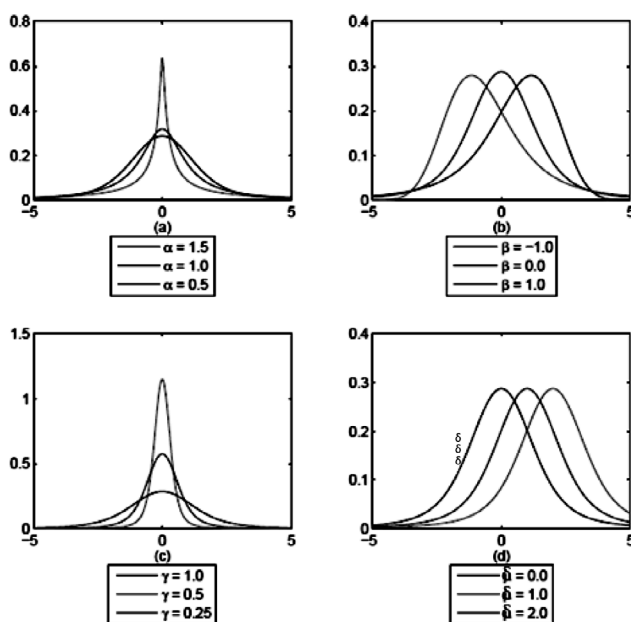 0.8
0.6
0.4
0.2
0
−5 0 5
(a)
α = 1.5
α = 1.0
α = 0.5
0.4
0.3
0.2
0.1
0
−5 0 5
(b)
β = −1.0
β = 0.0
β = 1.0
1.5
1
0.5
0
−5 0 5
(c)
γ = 1.0
γ = 0.5
γ = 0.25
0.4
0.3
0.2
0.1
0
δ
δ
δ
−5 0 5
(d)
δ = 0.0
δ = 1.0
δ = 2.0